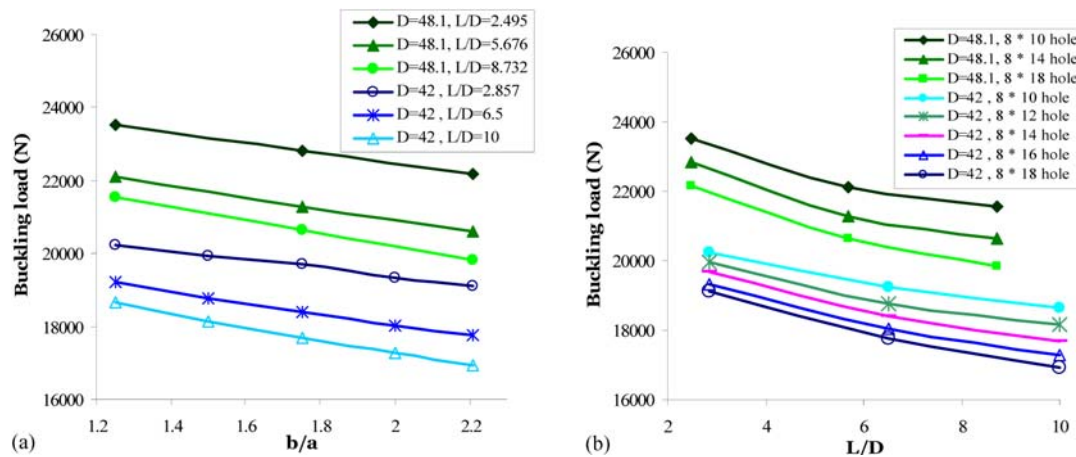 D=48.1, L/D=2.495
D=48.1, L/D=5.676
D=48.1, L/D=8.732
D=42 , L/D=2.857
D=42 , L/D=6.5
D=42 , L/D=10
26000
24000
22000
20000
18000
16000
Buckling load (N)
1.2 1.4 1.6 1.8 2 2.2
b/a
(a)
D=48.1, 8 * 10 hole
D=48.1, 8 * 14 hole
D=48.1, 8 * 18 hole
D=42 , 8 * 10 hole
D=42 , 8 * 12 hole
D=42 , 8 * 14 hole
D=42 , 8 * 16 hole
D=42 , 8 * 18 hole
26000
24000
22000
20000
18000
16000
Buckling load (N)
2 4 6 8 10
L/D
(b)